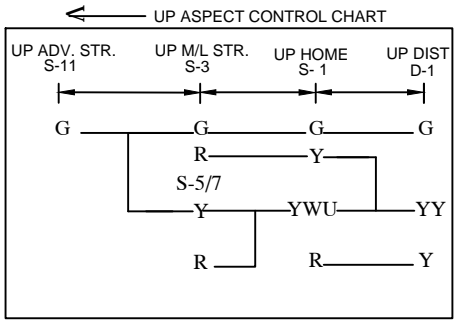 UP ASPECT CONTROL CHART
UP ADV. STR. UP M/L STR. UP HOME UP DIST
S-11 S-3 S- 1 D-1
G G G G
R Y
S-5/7
Y YWU YY
R R Y